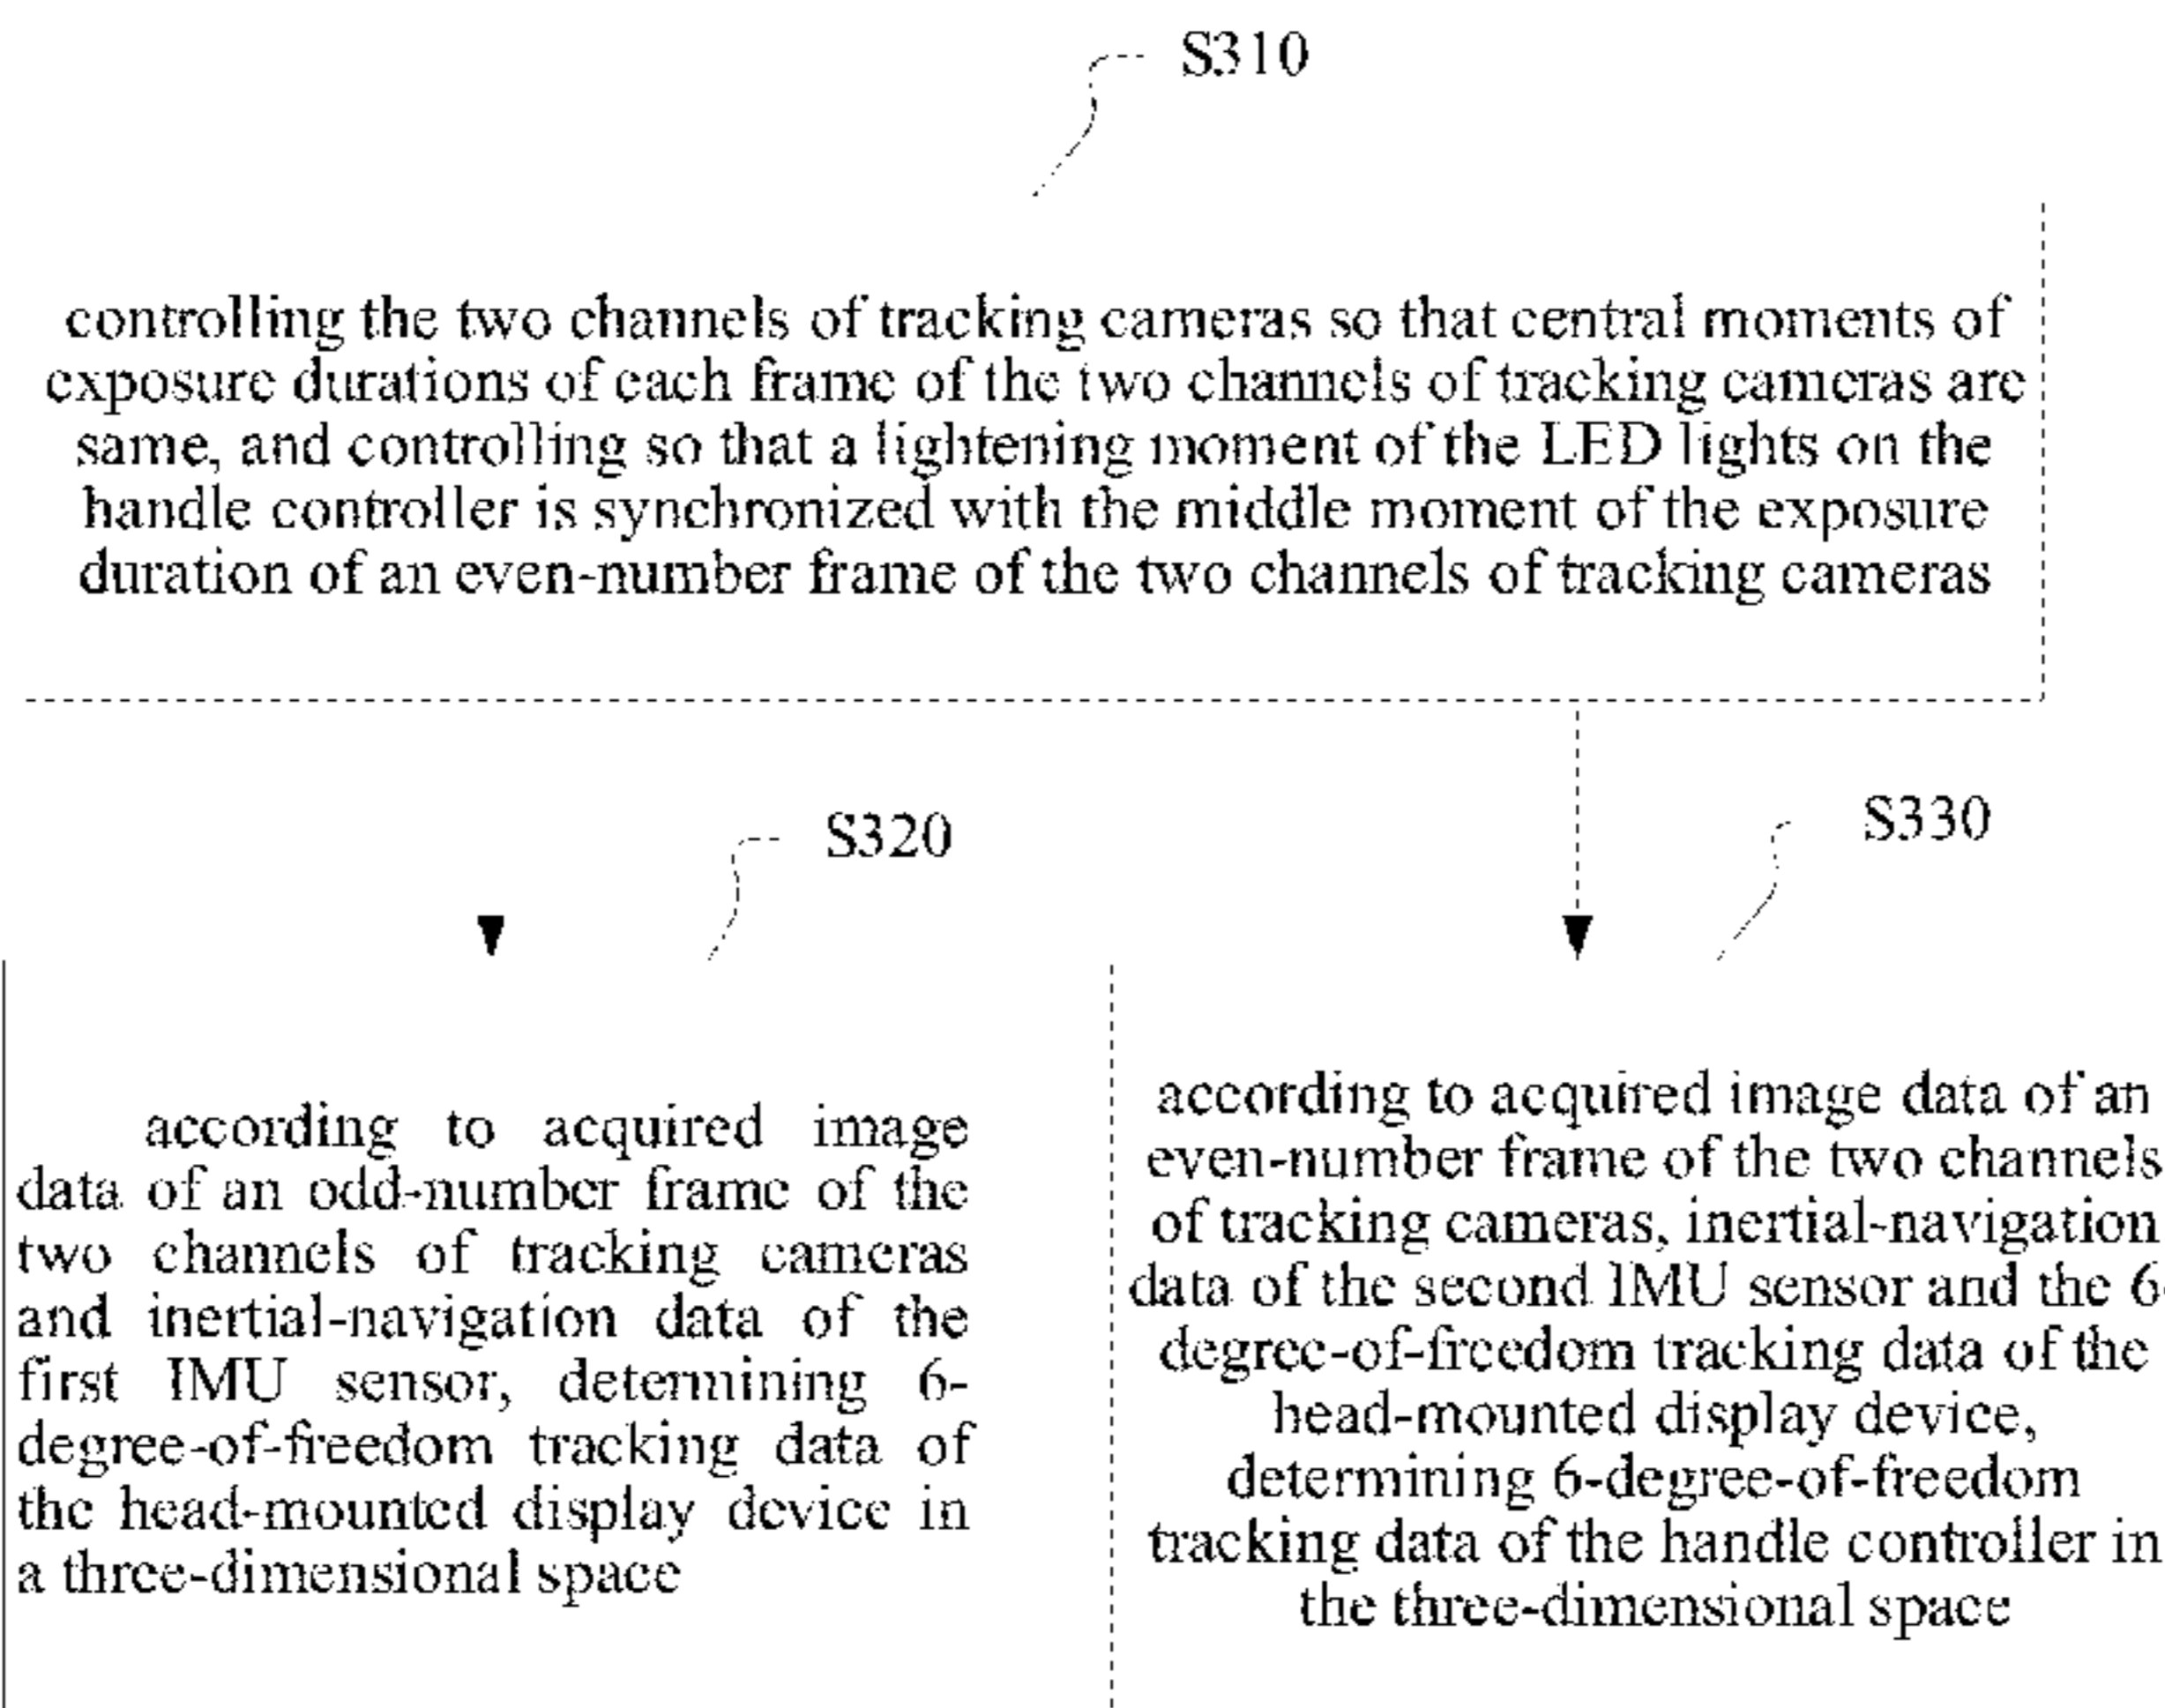 S310
controlling the two channels of tracking cameras so that central moments of
exposure durations of each frame of the two channels of tracking cameras are
same, and controlling so that a lightening moment of the LED lights on the
handle controller is synchronized with the middle moment of the exposure
duration of an even-number frame of the two channels of tracking cameras
S320
according to acquired image
data of an odd-number frame of the
two channels of tracking cameras
and inertial-navigation data of the
first IMU sensor, determining 6-
degree-of-freedom tracking data of
the head-mounted display device in
a three-dimensional space
S330
according to acquired image data of an
even-number frame of the two channels
of tracking cameras, inertial-navigation
data of the second IMU sensor and the 6-
degree-of-freedom tracking data of the
head-mounted display device,
determining 6-degree-of-freedom
tracking data of the handle controller in
the three-dimensional space